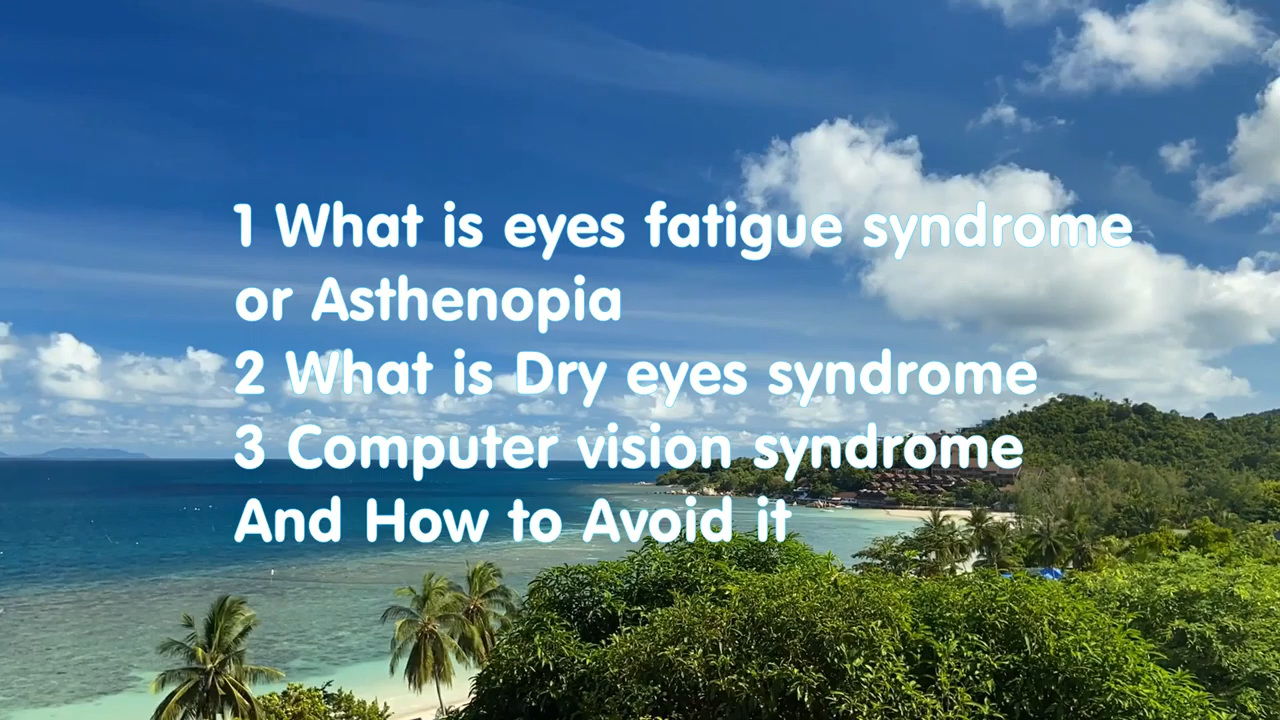 1 What is eyes fatigue syndrome
or Asthenopia
2 What is Dry eyes syndrome
3 Computer vision syndrome
And How to Avoid it